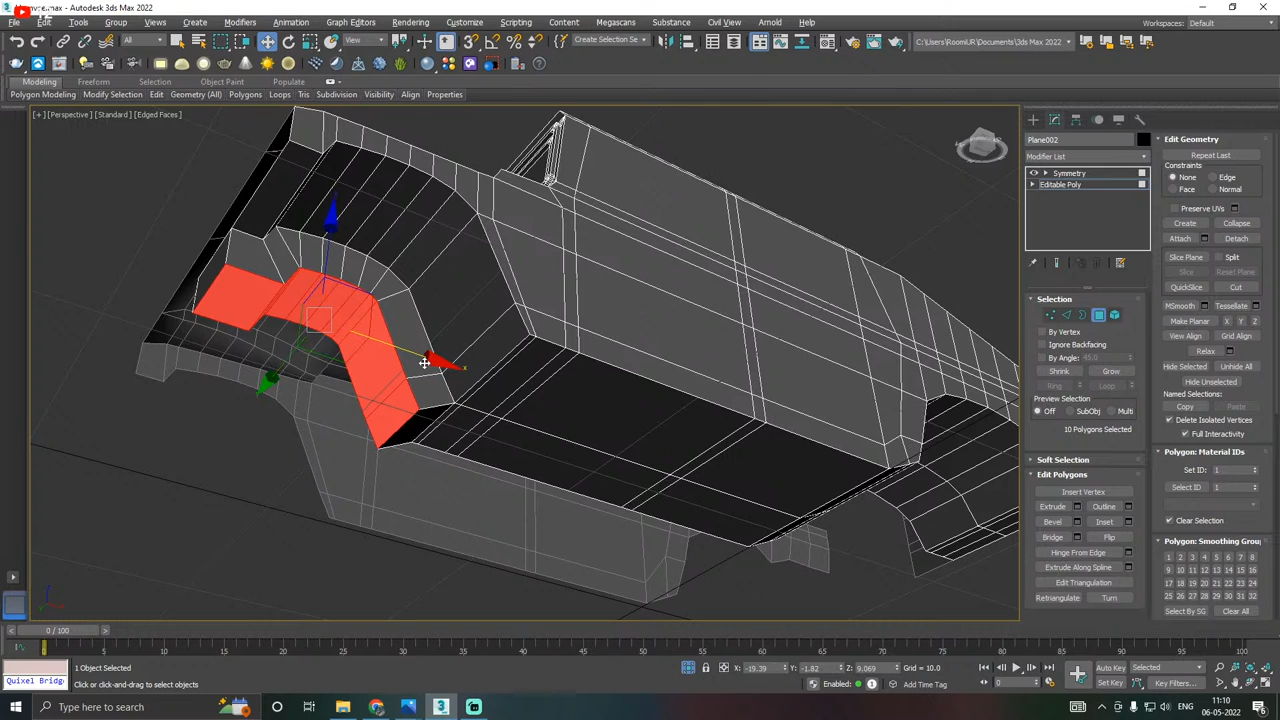 .max - Autodesk 3ds Max 2022
File Edit Tools Group Views Create Modifiers Animation Graph Editors Rendering Customize Scripting Content Megascans Substance Civil View Arnold Help
Workspaces: Default
All View Create Selection Se C:\Users\RoomUR\Documents\3ds Max 2022
Modeling Freeform Selection Object Paint Populate
Polygon Modeling Modify Selection Edit Geometry (All) Polygons Loops Tris Subdivision Visibility Align Properties
[+] [Perspective] [Standard] [Edged Faces]
Plane002
Modifier List
Symmetry
Editable Poly
Selection
By Vertex
Ignore Backfacing
By Angle: 45.0
Shrink Grow
Ring Loop
Preview Selection
Off SubObj Multi
10 Polygons Selected
Soft Selection
Edit Polygons
Insert Vertex
Extrude Outline
Bevel Inset
Bridge Flip
Hinge From Edge
Extrude Along Spline
Edit Triangulation
Retriangulate Turn
Edit Geometry
Repeat Last
Constraints
None Edge
Face Normal
Preserve UVs
Create Collapse
Attach Detach
Slice Plane Split
Slice Reset Plane
QuickSlice Cut
MSmooth Tessellate
Make Planar X Y Z
View Align Grid Align
Relax
Hide Selected Unhide All
Hide Unselected
Named Selections:
Copy Paste
Delete Isolated Vertices
Full Interactivity
Polygon: Material IDs
Set ID: 1
Select ID 1
Clear Selection
Polygon: Smoothing Grou
1 2 3 4 5 6 7 8
9 10 11 12 13 14 15 16
17 18 19 20 21 22 23 24
25 26 27 28 29 30 31 32
Select By SG Clear All
x
0 / 100
0 5 10 15 20 25 30 35 40 45 50 55 60 65 70 75 80 85 90 95 100
1 Object Selected
Quixel Bridg
Click or click-and-drag to select objects
X: -19.39 Y: -1.82 Z: 9.069 Grid = 10.0
Enabled: Add Time Tag
0
Auto Key Selected
Set Key Key Filters...
Type here to search
ENG
11:10
06-05-2022